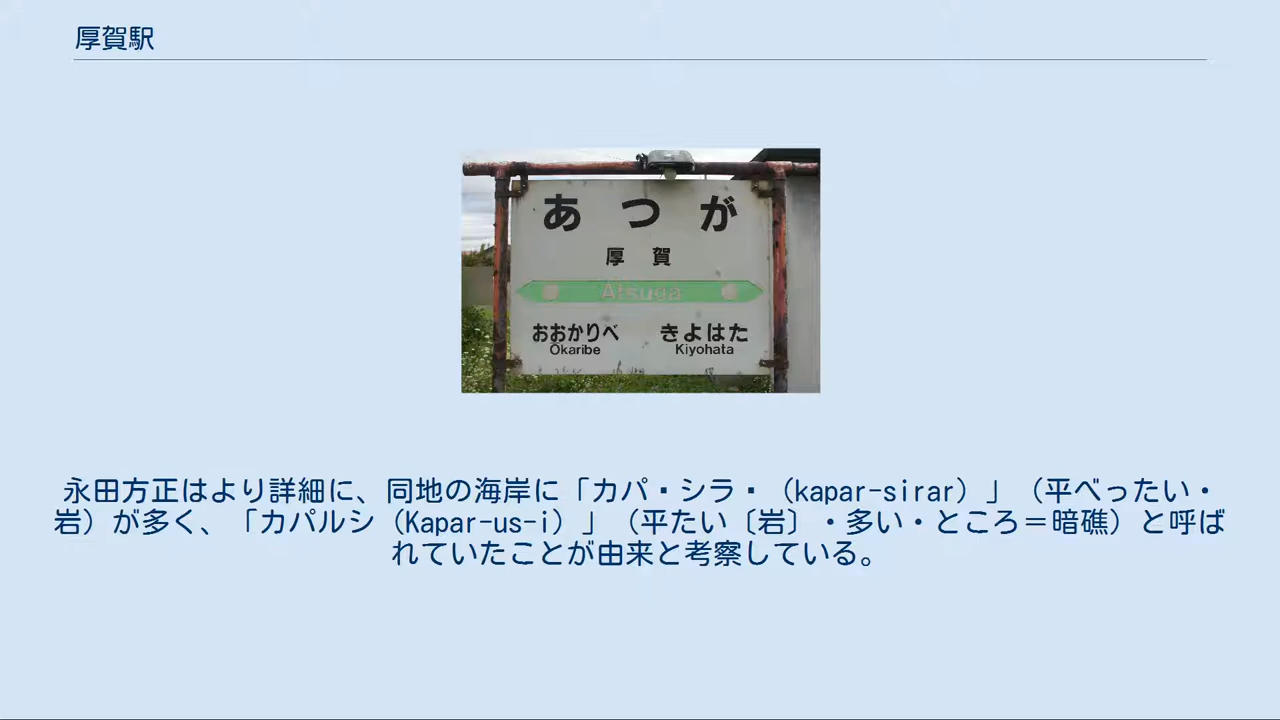 厚賀駅
あつが
厚賀
Atsuga
おおかりべ きよはた
Ōkaribe Kiyohata
永田方正はより詳細に、同地の海岸に「カパ・シラ・（kapar-sirar）」（平べったい・
岩）が多く、「カパルシ（Kapar-us-i）」（平たい〔岩〕・多い・ところ＝暗礁）と呼ば
れていたことが由来と考察している。